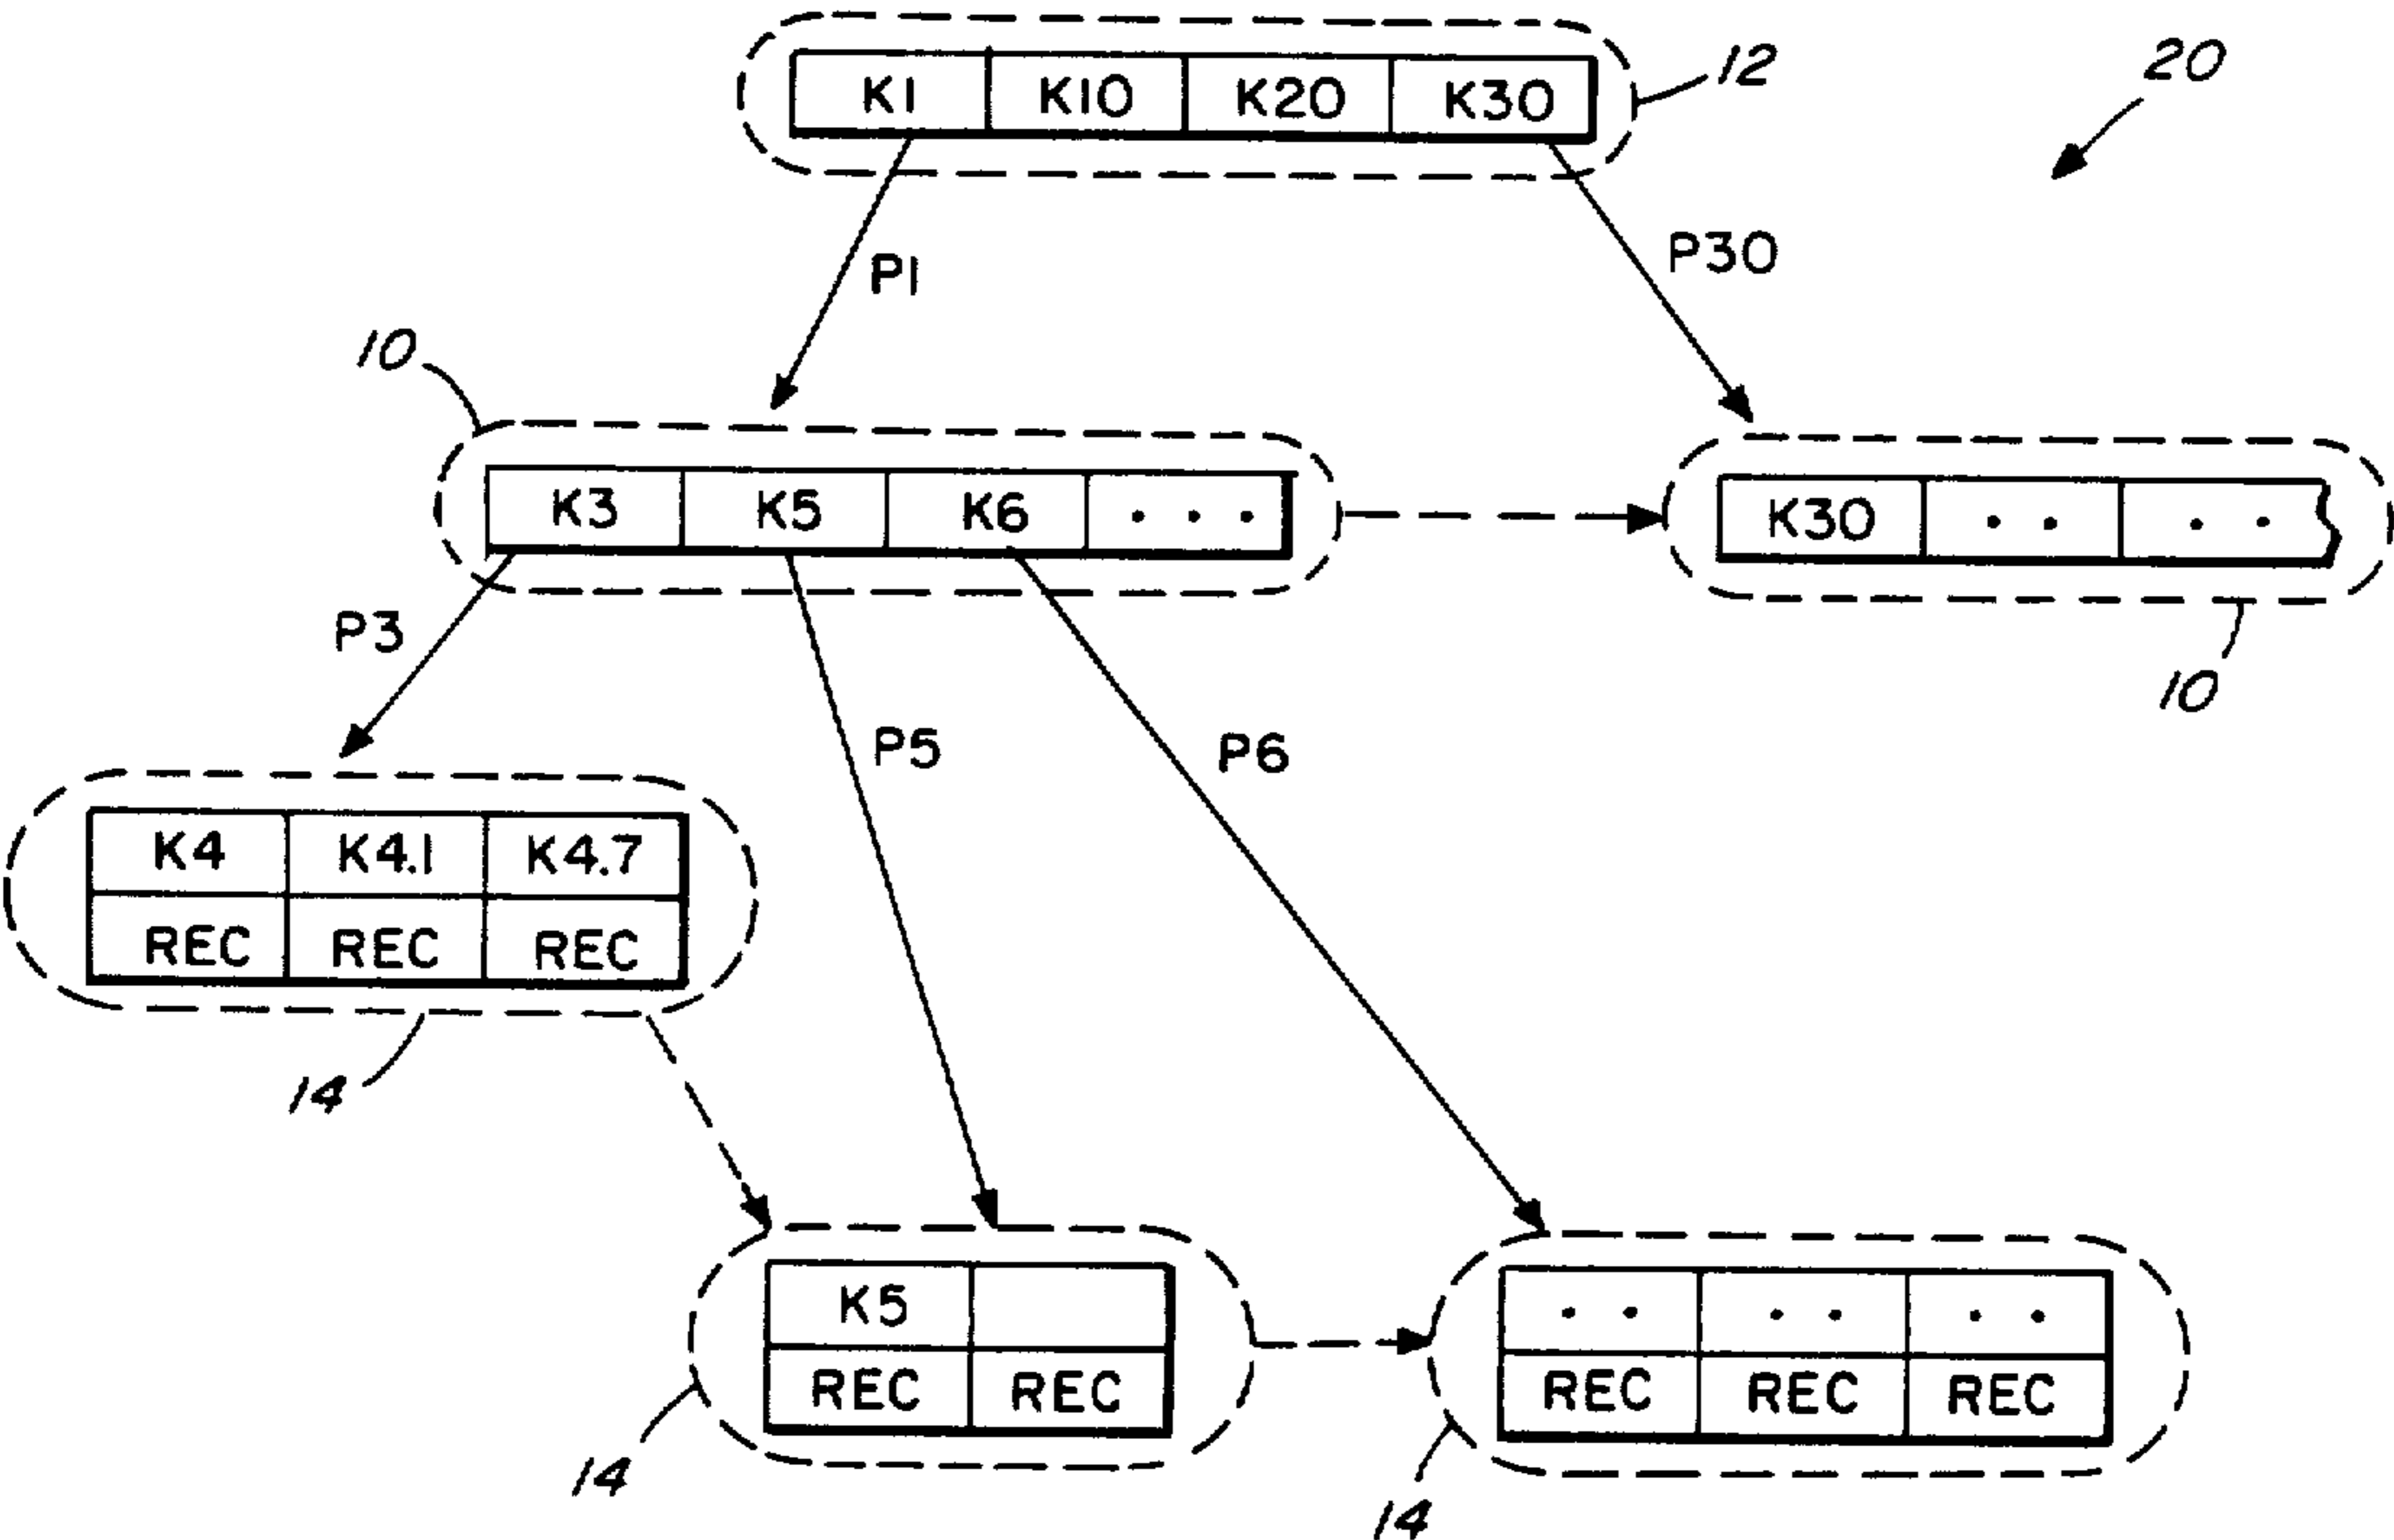 K1 K10 K20 K30
12
20
P1
P30
10
K3 K5 K6 . . .
K30 . . . .
P3
10
P5
P6
K4 K4.1 K4.7
REC REC REC
14
K5
REC REC
. . . . . .
REC REC REC
14
14